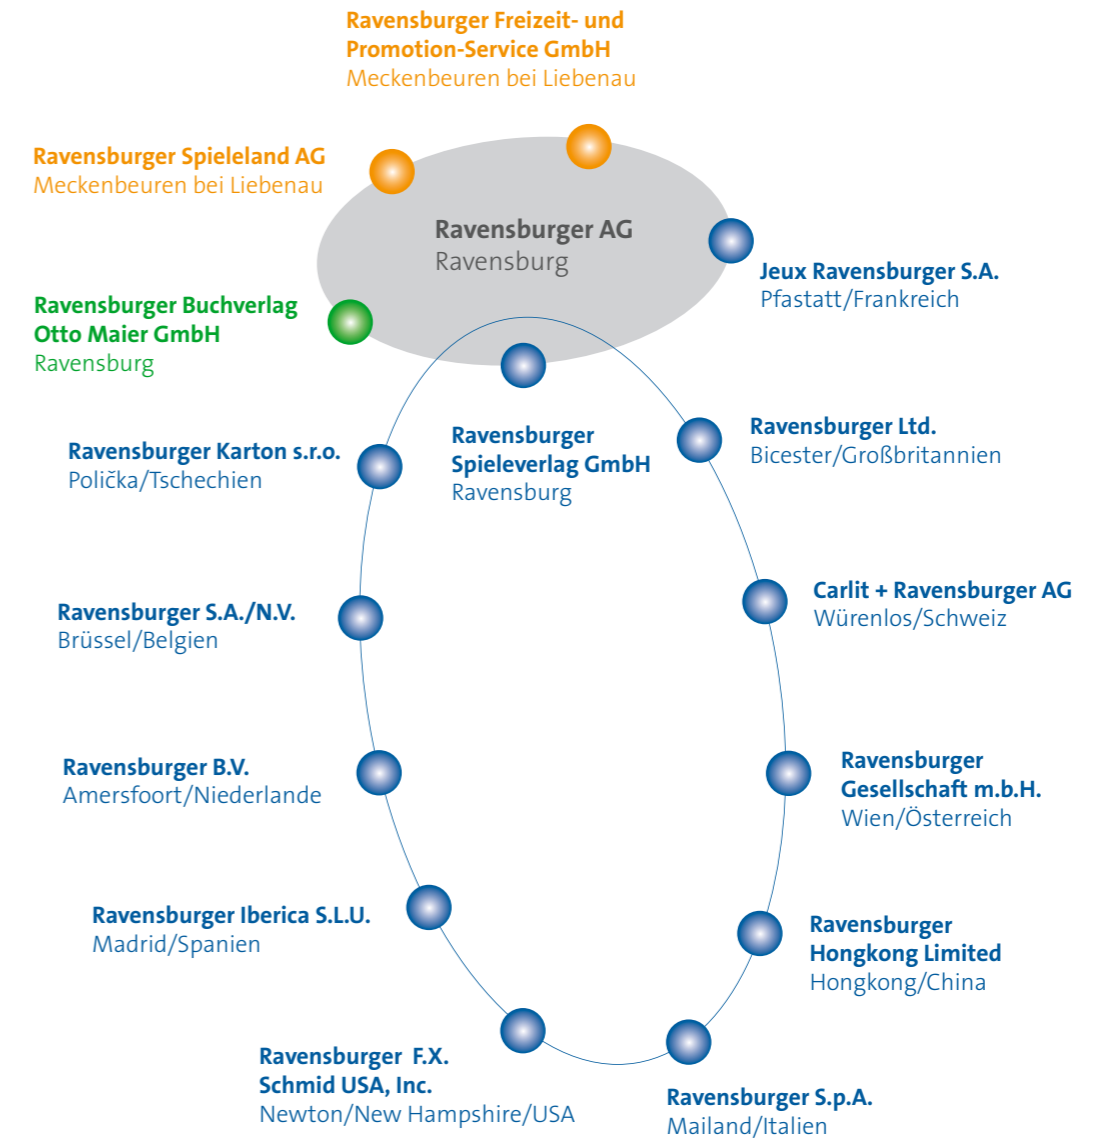 Ravensburger Freizeit- und
Promotion-Service GmbH
Meckenbeuren bei Liebenau
Ravensburger Spieleland AG
Meckenbeuren bei Liebenau
Ravensburger AG
Ravensburg
Jeux Ravensburger S.A.
Pfastatt/Frankreich
Ravensburger Buchverlag
Otto Maier GmbH
Ravensburg
Ravensburger
Spieleverlag GmbH
Ravensburg
Ravensburger Ltd.
Bicester/Großbritannien
Ravensburger Karton s.r.o.
Polička/Tschechien
Carlit + Ravensburger AG
Würenlos/Schweiz
Ravensburger S.A./N.V.
Brüssel/Belgien
Ravensburger B.V.
Amersfoort/Niederlande
Ravensburger
Gesellschaft m.b.H.
Wien/Österreich
Ravensburger Iberica S.L.U.
Madrid/Spanien
Ravensburger
Hongkong Limited
Hongkong/China
Ravensburger F.X.
Schmid USA, Inc.
Newton/New Hampshire/USA
Ravensburger S.p.A.
Mailand/Italien